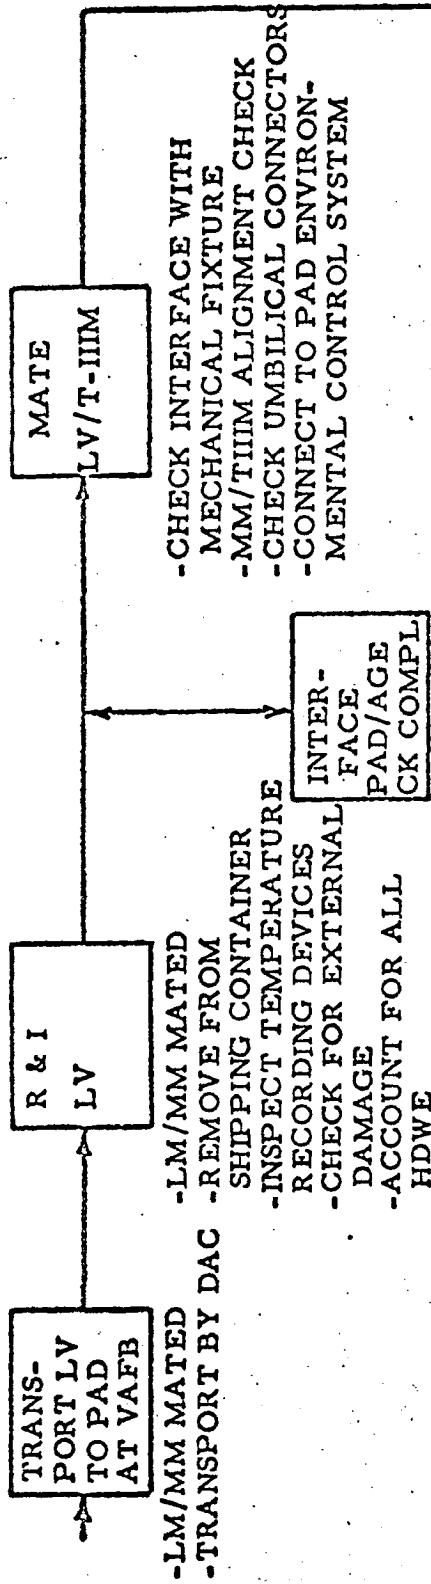 TRANS-
PORT LV
TO PAD
AT VAFB
-LM/MM MATED
-TRANSPORT BY DAC
R & I
LV
-LM/MM MATED
-REMOVE FROM
SHIPPING CONTAINER
-INSPECT TEMPERATURE
RECORDING DEVICES
-CHECK FOR EXTERNAL
DAMAGE
-ACCOUNT FOR ALL
HDWE
INTER-
FACE
PAD/AGE
CK COMPL
MATE
LV/T-IIIM
-CHECK INTERFACE WITH
MECHANICAL FIXTURE
-MM/TIIIM ALIGNMENT CHECK
-CHECK UMBILICAL CONNECTORS
-CONNECT TO PAD ENVIRON-
MENTAL CONTROL SYSTEM